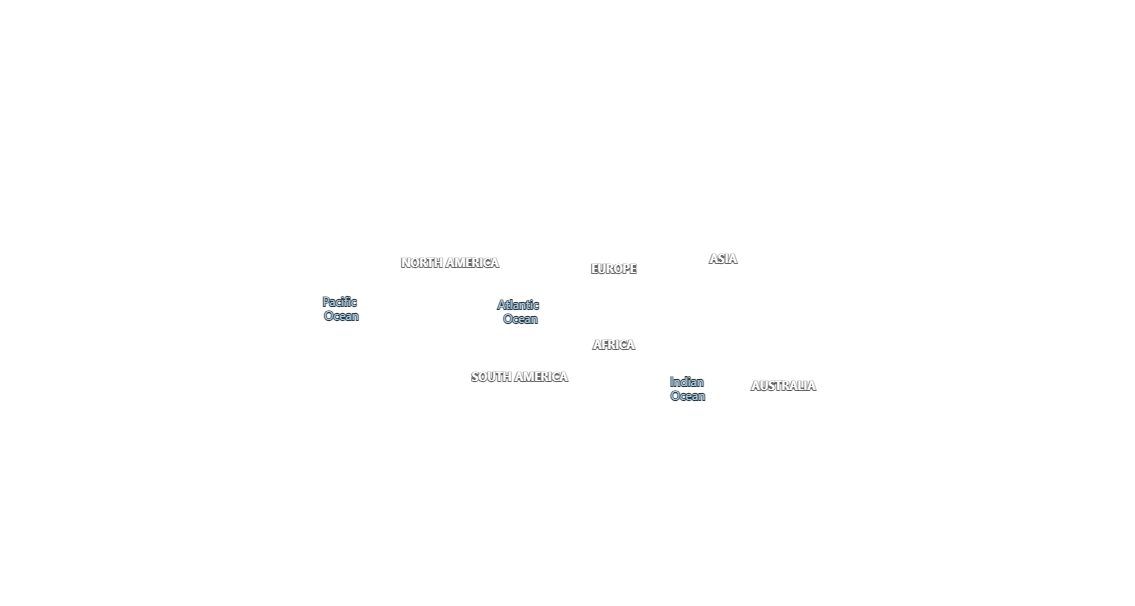 NORTH AMERICA
EUROPE
ASIA
Pacific
Ocean
Atlantic
Ocean
AFRICA
SOUTH AMERICA
Indian
Ocean
AUSTRALIA